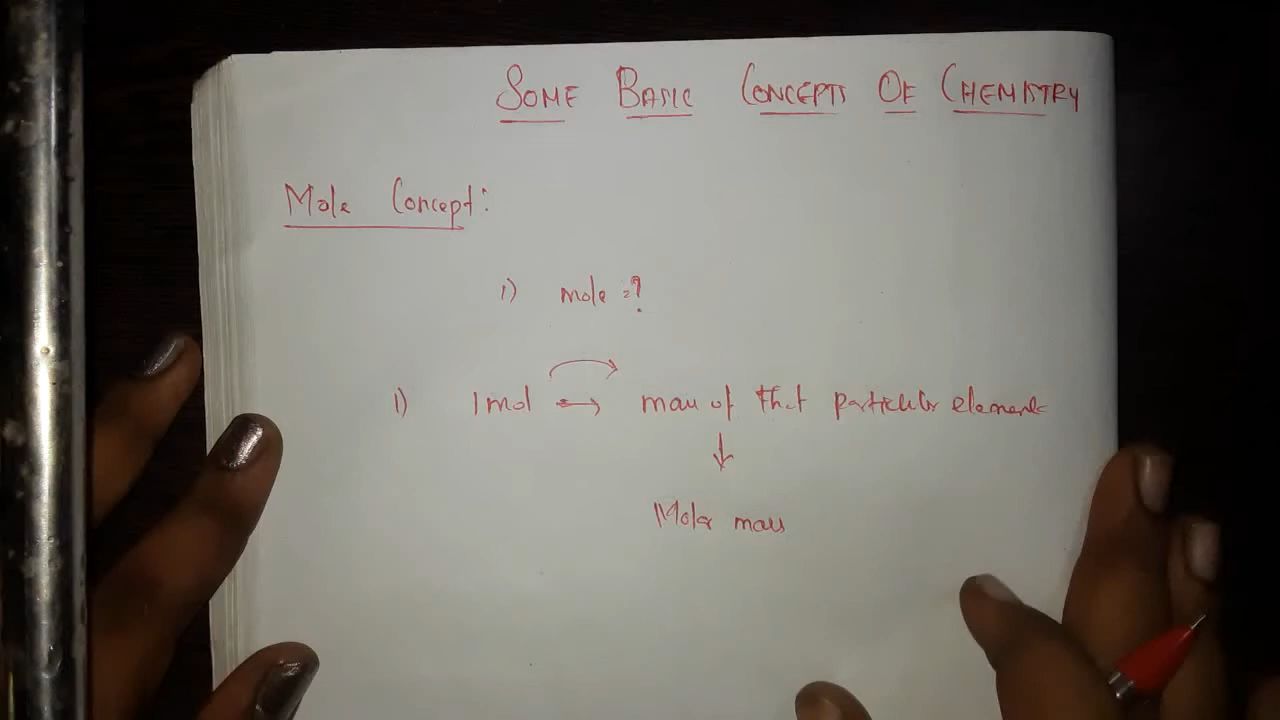 SOME BASIC CONCEPTS OF CHEMISTRY
Mole Concept:
1) mole =?
1) 1mol → mass of that particular element
↓
Molar mass